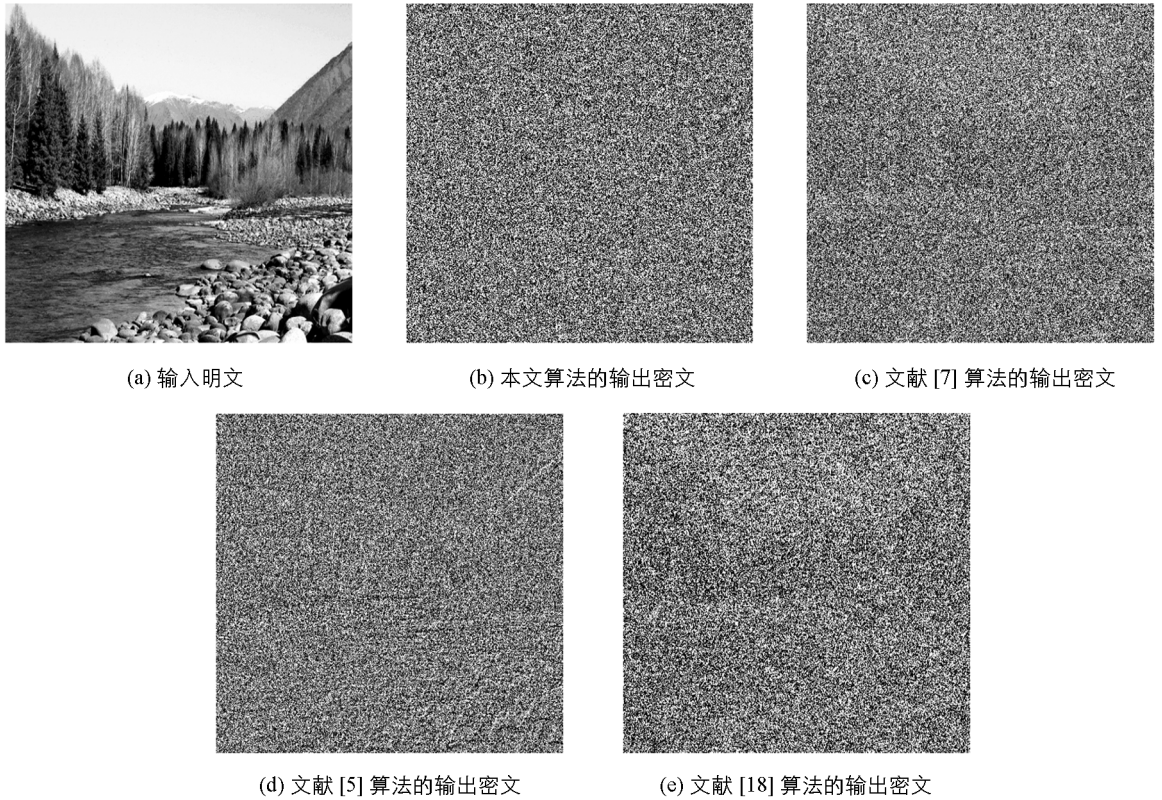 (a) 输入明文
(b) 本文算法的输出密文
(c) 文献 [7] 算法的输出密文
(d) 文献 [5] 算法的输出密文
(e) 文献 [18] 算法的输出密文